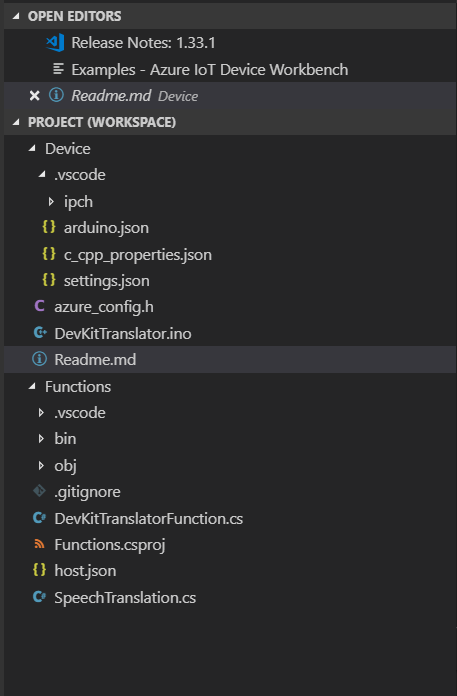 OPEN EDITORS
Release Notes: 1.33.1
Examples - Azure IoT Device Workbench
Readme.md Device
PROJECT (WORKSPACE)
Device
.vscode
ipch
{} arduino.json
{} c_cpp_properties.json
{} settings.json
C azure_config.h
DevKitTranslator.ino
Readme.md
Functions
.vscode
bin
obj
.gitignore
C# DevKitTranslatorFunction.cs
Functions.csproj
{} host.json
C# SpeechTranslation.cs